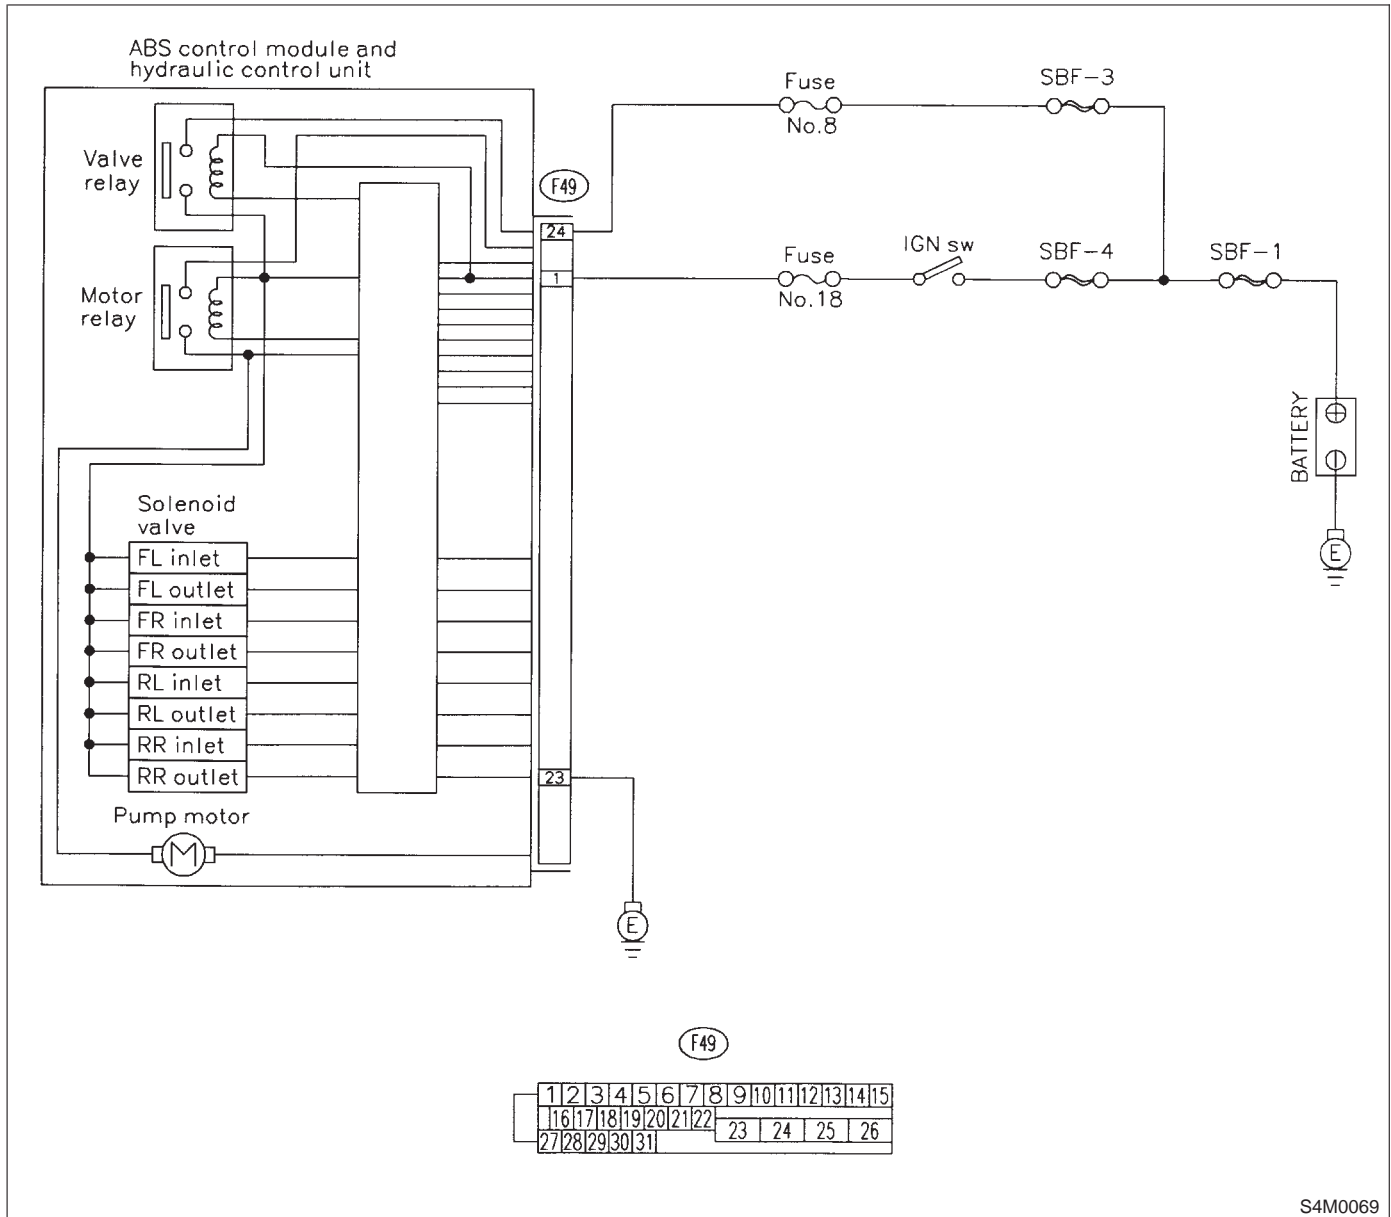 ABS control module and
hydraulic control unit
Valve
relay
Motor
relay
F49
24
1
Fuse
No.8
SBF-3
Fuse
No.18
IGN sw
SBF-4
SBF-1
BATTERY
E
Solenoid
valve
FL inlet
FL outlet
FR inlet
FR outlet
RL inlet
RL outlet
RR inlet
RR outlet
23
Pump motor
M
E
F49
1 2 3 4 5 6 7 8 9 10 11 12 13 14 15
16 17 18 19 20 21 22
23 24 25 26
27 28 29 30 31
S4M0069